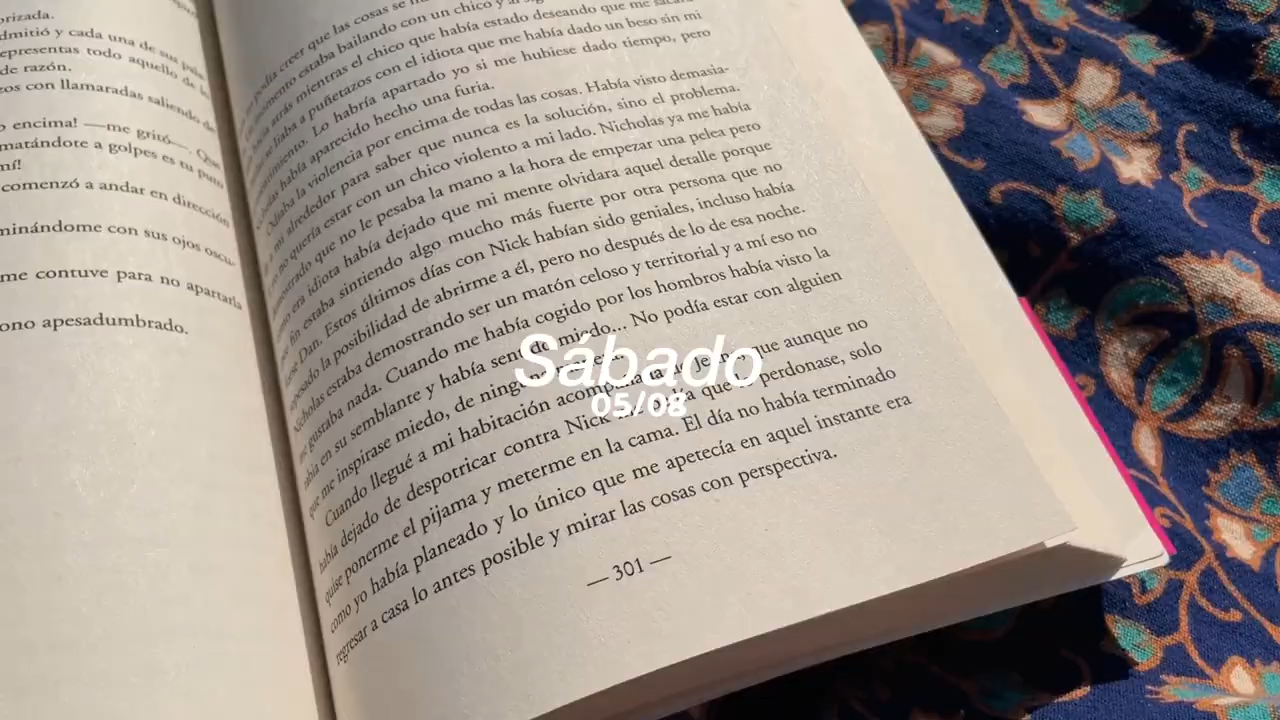 orizada.
dmitió y cada una de sus
epresentas todo aquello de
de razón.
zos con llamaradas saliendo de
o encima! —me gritó—. Que
matándote a golpes es tu puto
mí!
comenzó a andar en dirección
minándome con sus ojos oscu-
me contuve para no apartarla
ono apesadumbrado.
podía creer que las cosas se
momento estaba bailando con un chico y al
hacia atrás mientras el chico que había estado deseando que me sacara
se liaba a puñetazos con el idiota que me había dado un beso sin mi
sentimiento. Lo habría apartado yo si me hubiese dado tiempo, pero
Nicholas había aparecido hecho una furia.
Odiaba la violencia por encima de todas las cosas. Había visto demasia-
a mi alrededor para saber que nunca es la solución, sino el problema.
no quería estar con un chico violento a mi lado. Nicholas ya me había
mostrado que no le pesaba la mano a la hora de empezar una pelea pero
como era idiota había dejado que mi mente olvidara aquel detalle porque
por fin estaba sintiendo algo mucho más fuerte por otra persona que no
fuese Dan. Estos últimos días con Nick habían sido geniales, incluso había
sopesado la posibilidad de abrirme a él, pero no después de lo de esa noche.
Nicholas estaba demostrando ser un matón celoso y territorial y a mí eso no
me gustaba nada. Cuando me había cogido por los hombros había visto la
rabia en su semblante y había sentido miedo... No podía estar con alguien
que me inspirase miedo, de ninguna
Cuando llegué a mi habitación acompañada de Jenna, que aunque no
había dejado de despotricar contra Nick que lo perdonase, solo
quise ponerme el pijama y meterme en la cama. El día no había terminado
como yo había planeado y lo único que me apetecía en aquel instante era
regresar a casa lo antes posible y mirar las cosas con perspectiva.
— 301 —
Sábado
05/08